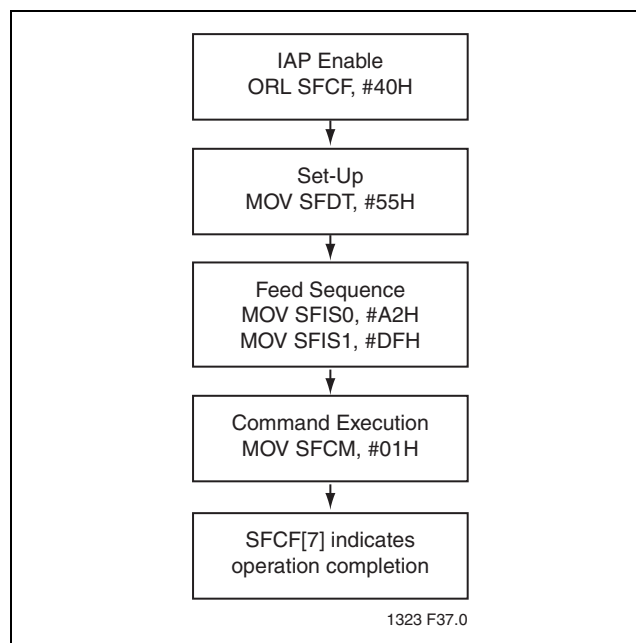 IAP Enable
ORL SFCF, #40H
Set-Up
MOV SFDT, #55H
Feed Sequence
MOV SFIS0, #A2H
MOV SFIS1, #DFH
Command Execution
MOV SFCM, #01H
SFCF[7] indicates
operation completion
1323 F37.0